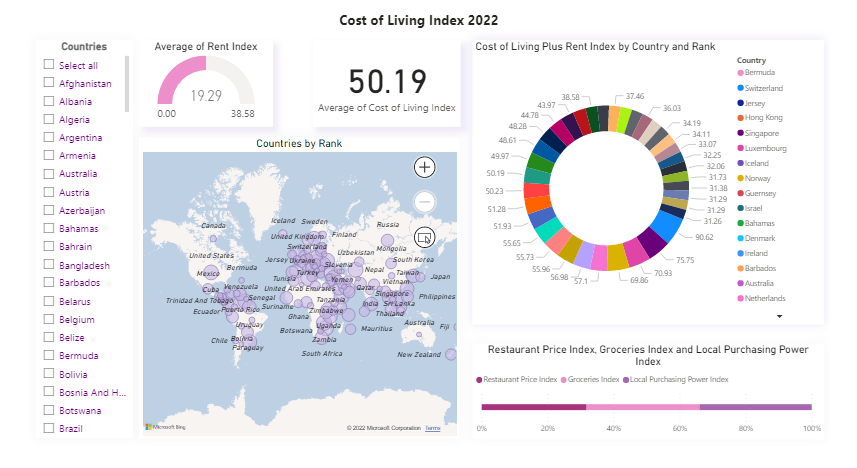 Cost of Living Index 2022
Countries
Select all
Afghanistan
Albania
Algeria
Argentina
Armenia
Australia
Austria
Azerbaijan
Bahamas
Bahrain
Bangladesh
Barbados
Belarus
Belgium
Belize
Bermuda
Bolivia
Bosnia And H...
Botswana
Brazil
Average of Rent Index
19.29
0.00
38.58
50.19
Average of Cost of Living Index
Countries by Rank
Canada
Iceland
Sweden
Russia
United Kingdom
Finland
Switzerland
United States
Jersey
Ukraine
Uzbekistan
Mongolia
Bermuda
Slovenia
South Korea
Mexico
Turkey
Nepal
Taiwan
Japan
Tunisia
Yemen
Cuba
Venezuela
United Arab Emirates
Qatar
Vietnam
Trinidad And Tobago
Senegal
Tanzania
Singapore
Philippines
Ecuador
Puerto Rico
Suriname
Zimbabwe
India
Sri Lanka
Ghana
Thailand
Uruguay
Botswana
Uganda
Mauritius
Australia
Fiji
Chile
Bolivia
Zambia
Paraguay
South Africa
New Zealand
Microsoft Bing
© 2022 Microsoft Corporation
Terms
Cost of Living Plus Rent Index by Country and Rank
38.58
37.46
43.97
36.03
44.78
34.19
48.28
34.11
48.61
33.07
49.97
32.25
50.19
32.06
50.23
31.73
51.28
31.38
51.93
31.29
55.65
31.29
55.73
31.26
55.96
90.62
56.98
75.75
57.1
70.93
69.86
Country
Bermuda
Switzerland
Jersey
Hong Kong
Singapore
Luxembourg
Iceland
Norway
Guernsey
Israel
Bahamas
Denmark
Ireland
Barbados
Australia
Netherlands
Restaurant Price Index, Groceries Index and Local Purchasing Power
Index
Restaurant Price Index
Groceries Index
Local Purchasing Power Index
0%
20%
40%
60%
80%
100%